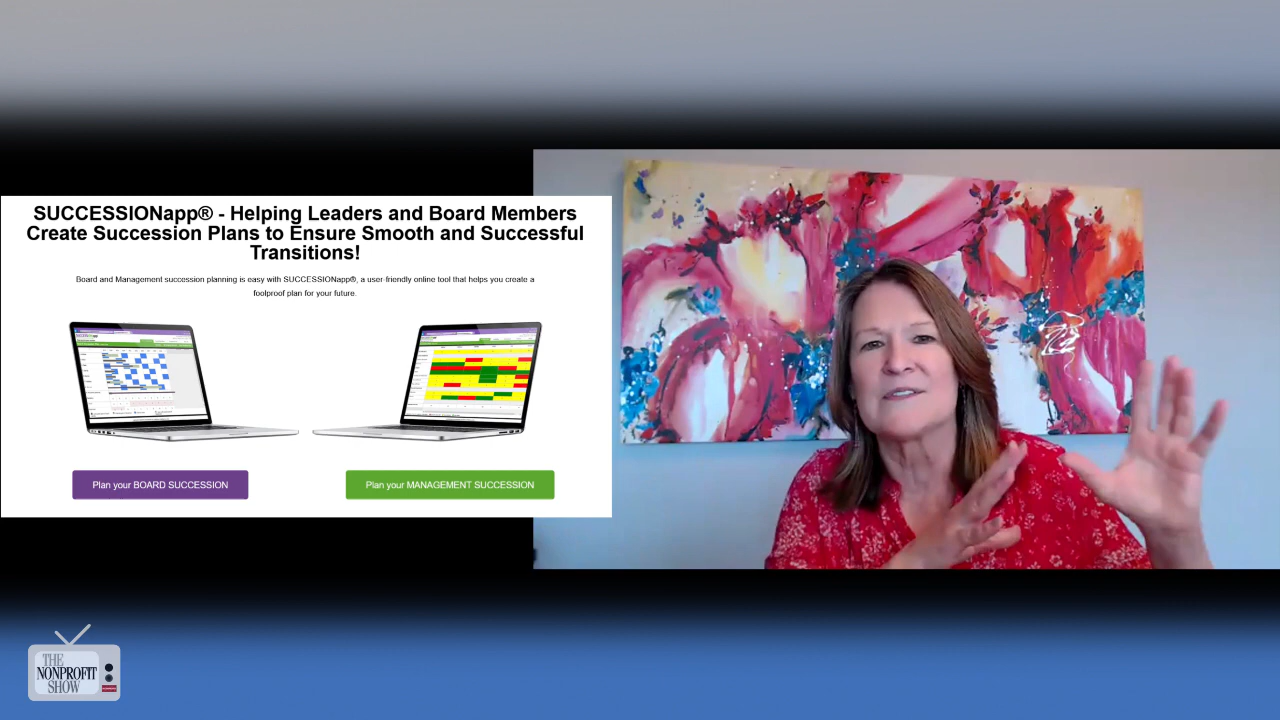 SUCCESSIONapp® - Helping Leaders and Board Members
Create Succession Plans to Ensure Smooth and Successful
Transitions!
Board and Management succession planning is easy with SUCCESSIONapp®, a user-friendly online tool that helps you create a
foolproof plan for your future.
Plan your BOARD SUCCESSION
Plan your MANAGEMENT SUCCESSION
THE
NONPROFIT
SHOW